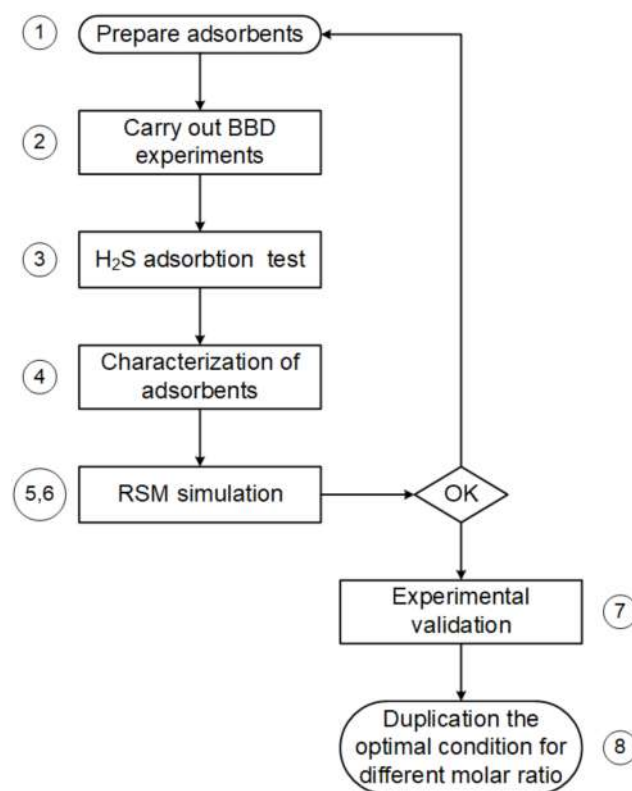 1
Prepare adsorbents
2
Carry out BBD
experiments
3
H₂S adsorbtion test
4
Characterization of
adsorbents
5,6
RSM simulation
OK
Experimental
validation
7
Duplication the
optimal condition for
different molar ratio
8